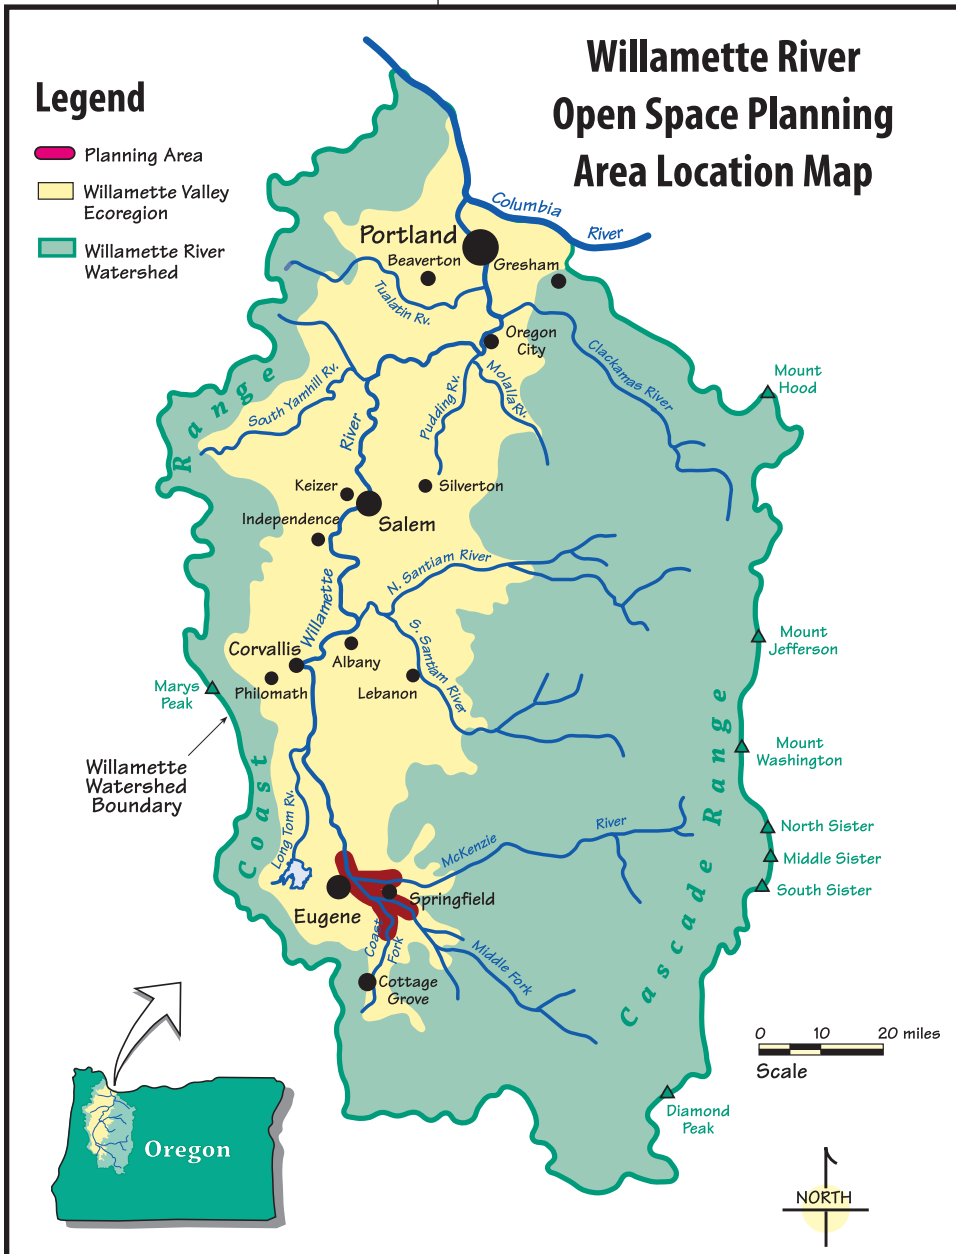 Willamette River
Open Space Planning
Area Location Map
Legend
Planning Area
Willamette Valley
Ecoregion
Willamette River
Watershed
Columbia
River
Portland
Beaverton
Gresham
Tualatin Rv.
Oregon
City
Clackamas River
Mount
Hood
Range
South Yamhill Rv.
River
Pudding Rv.
Molalla Rv.
Keizer
Silverton
Salem
Independence
N. Santiam River
Willamette
S. Santiam River
Corvallis
Albany
Philomath
Lebanon
Marys
Peak
Mount
Jefferson
Willamette
Watershed
Boundary
Mount
Washington
Coast
Long Tom Rv.
McKenzie
River
Cascade Range
North Sister
Middle Sister
South Sister
Eugene
Springfield
Coast
Fork
Middle Fork
Cottage
Grove
0 10 20 miles
Scale
Diamond
Peak
Oregon
NORTH